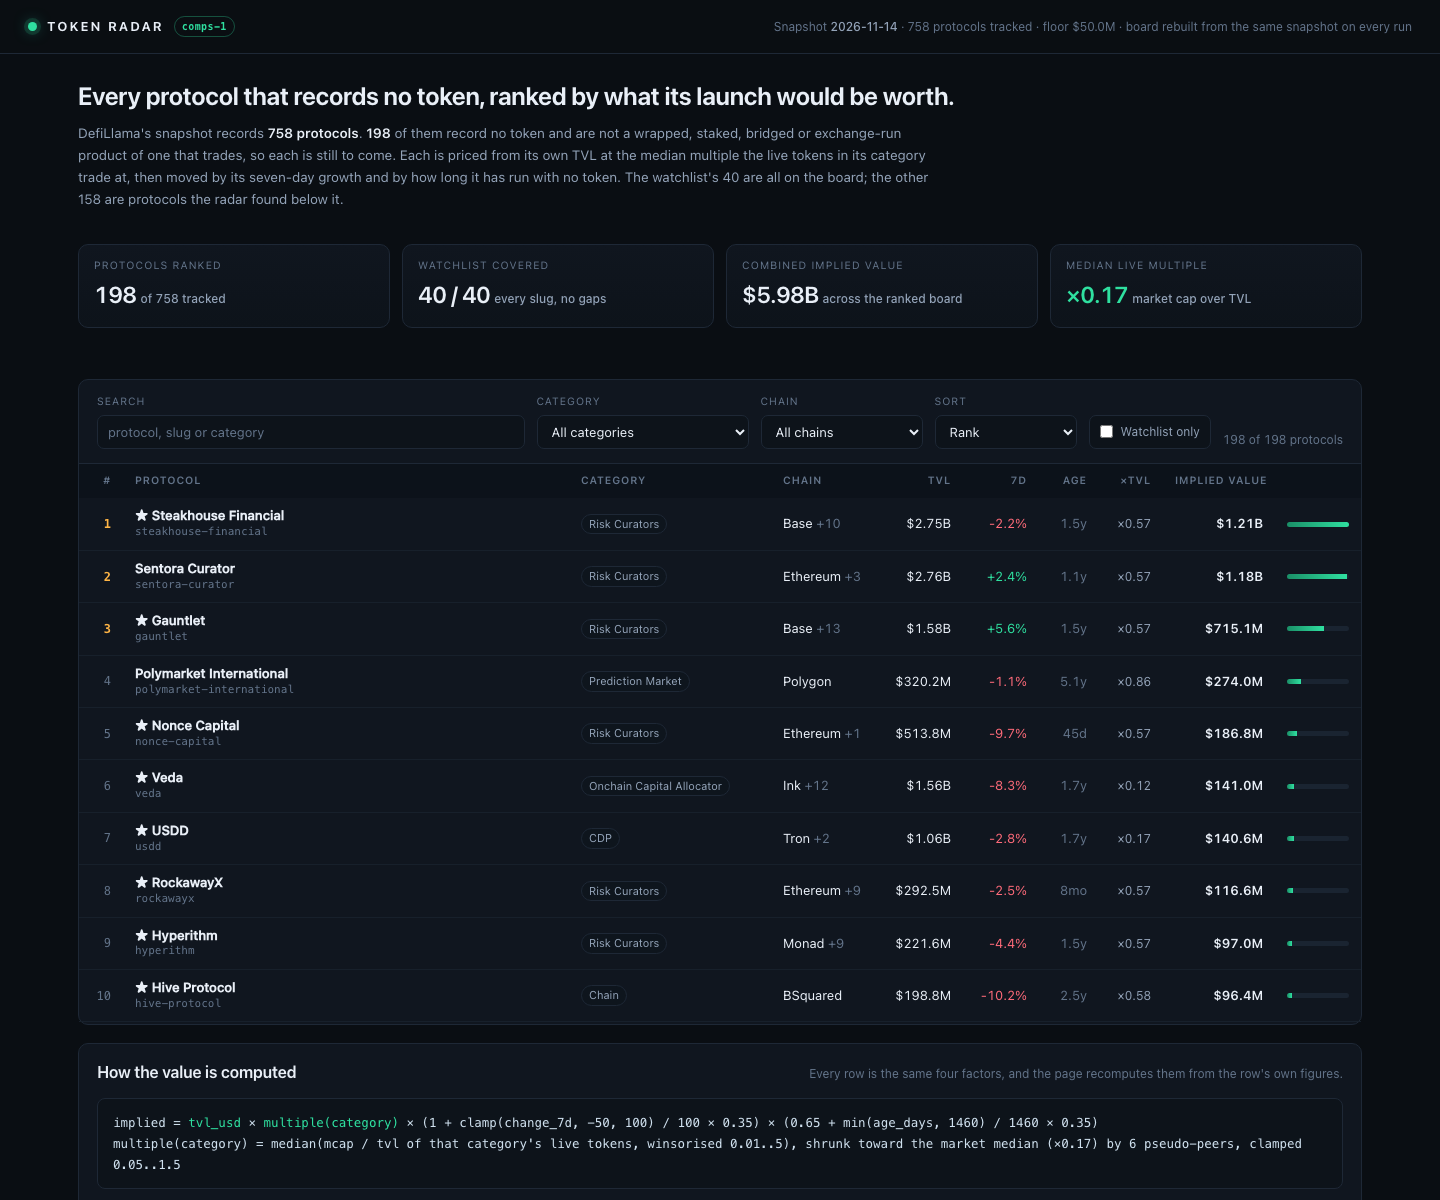 TOKEN RADAR comps-1
Snapshot 2026-11-14 · 758 protocols tracked · floor $50.0M · board rebuilt from the same snapshot on every run
Every protocol that records no token, ranked by what its launch would be worth.
DefiLlama's snapshot records 758 protocols. 198 of them record no token and are not a wrapped, staked, bridged or exchange-run
product of one that trades, so each is still to come. Each is priced from its own TVL at the median multiple the live tokens in its category
trade at, then moved by its seven-day growth and by how long it has run with no token. The watchlist's 40 are all on the board; the other
158 are protocols the radar found below it.
PROTOCOLS RANKED
198 of 758 tracked
WATCHLIST COVERED
40 / 40 every slug, no gaps
COMBINED IMPLIED VALUE
$5.98B across the ranked board
MEDIAN LIVE MULTIPLE
×0.17 market cap over TVL
SEARCH CATEGORY CHAIN SORT
protocol, slug or category All categories All chains Rank Watchlist only 198 of 198 protocols
# PROTOCOL CATEGORY CHAIN TVL 7D AGE ×TVL IMPLIED VALUE
1 ★ Steakhouse Financial Risk Curators Base +10 $2.75B -2.2% 1.5y ×0.57 $1.21B
steakhouse-financial
2 Sentora Curator Risk Curators Ethereum +3 $2.76B +2.4% 1.1y ×0.57 $1.18B
sentora-curator
3 ★ Gauntlet Risk Curators Base +13 $1.58B +5.6% 1.5y ×0.57 $715.1M
gauntlet
4 Polymarket International Prediction Market Polygon $320.2M -1.1% 5.1y ×0.86 $274.0M
polymarket-international
5 ★ Nonce Capital Risk Curators Ethereum +1 $513.8M -9.7% 45d ×0.57 $186.8M
nonce-capital
6 ★ Veda Onchain Capital Allocator Ink +12 $1.56B -8.3% 1.7y ×0.12 $141.0M
veda
7 ★ USDD CDP Tron +2 $1.06B -2.8% 1.7y ×0.17 $140.6M
usdd
8 ★ RockawayX Risk Curators Ethereum +9 $292.5M -2.5% 8mo ×0.57 $116.6M
rockawayx
9 ★ Hyperithm Risk Curators Monad +9 $221.6M -4.4% 1.5y ×0.57 $97.0M
hyperithm
10 ★ Hive Protocol Chain BSquared $198.8M -10.2% 2.5y ×0.58 $96.4M
hive-protocol
How the value is computed
Every row is the same four factors, and the page recomputes them from the row's own figures.
implied = tvl_usd × multiple(category) × (1 + clamp(change_7d, −50, 100) / 100 × 0.35) × (0.65 + min(age_days, 1460) / 1460 × 0.35)
multiple(category) = median(mcap / tvl of that category's live tokens, winsorised 0.01..5), shrunk toward the market median (×0.17) by 6 pseudo-peers, clamped
0.05..1.5